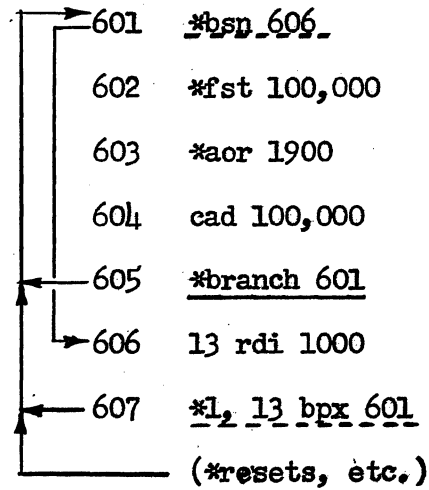 601 *bsn 606
602 *fst 100,000
603 *aor 1900
604 cad 100,000
605 *branch 601
606 13 rdi 1000
607 *1, 13 bpx 601
(*resets, etc.)